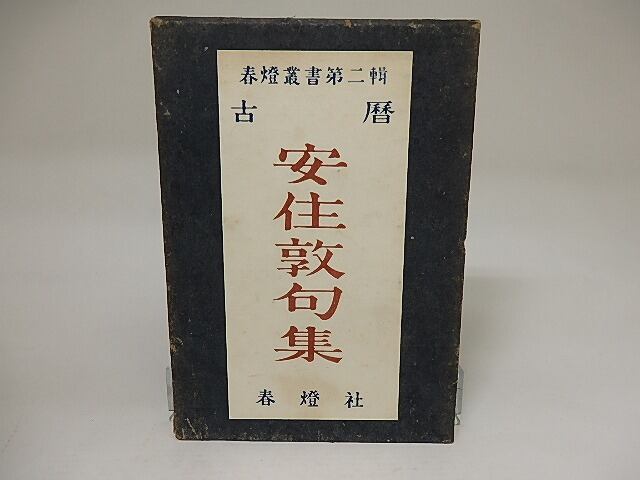 春燈叢書第二輯
古暦
安住敦句集
春燈社